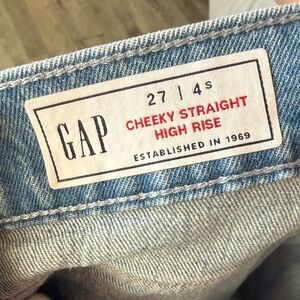 GAP
27 | 4S
CHEEKY STRAIGHT
HIGH RISE
ESTABLISHED IN 1969